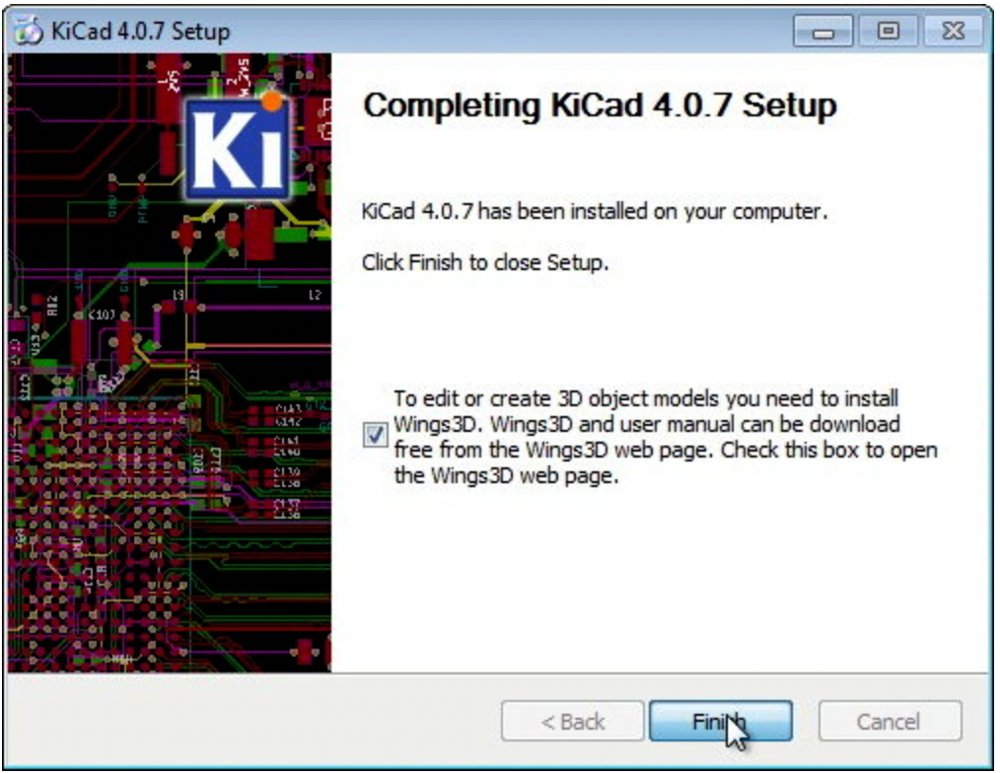 KiCad 4.0.7 Setup
Ki
Completing KiCad 4.0.7 Setup
KiCad 4.0.7 has been installed on your computer.
Click Finish to close Setup.
To edit or create 3D object models you need to install
Wings3D. Wings3D and user manual can be download
free from the Wings3D web page. Check this box to open
the Wings3D web page.
L2
C107
C142
< Back
Finish
Cancel